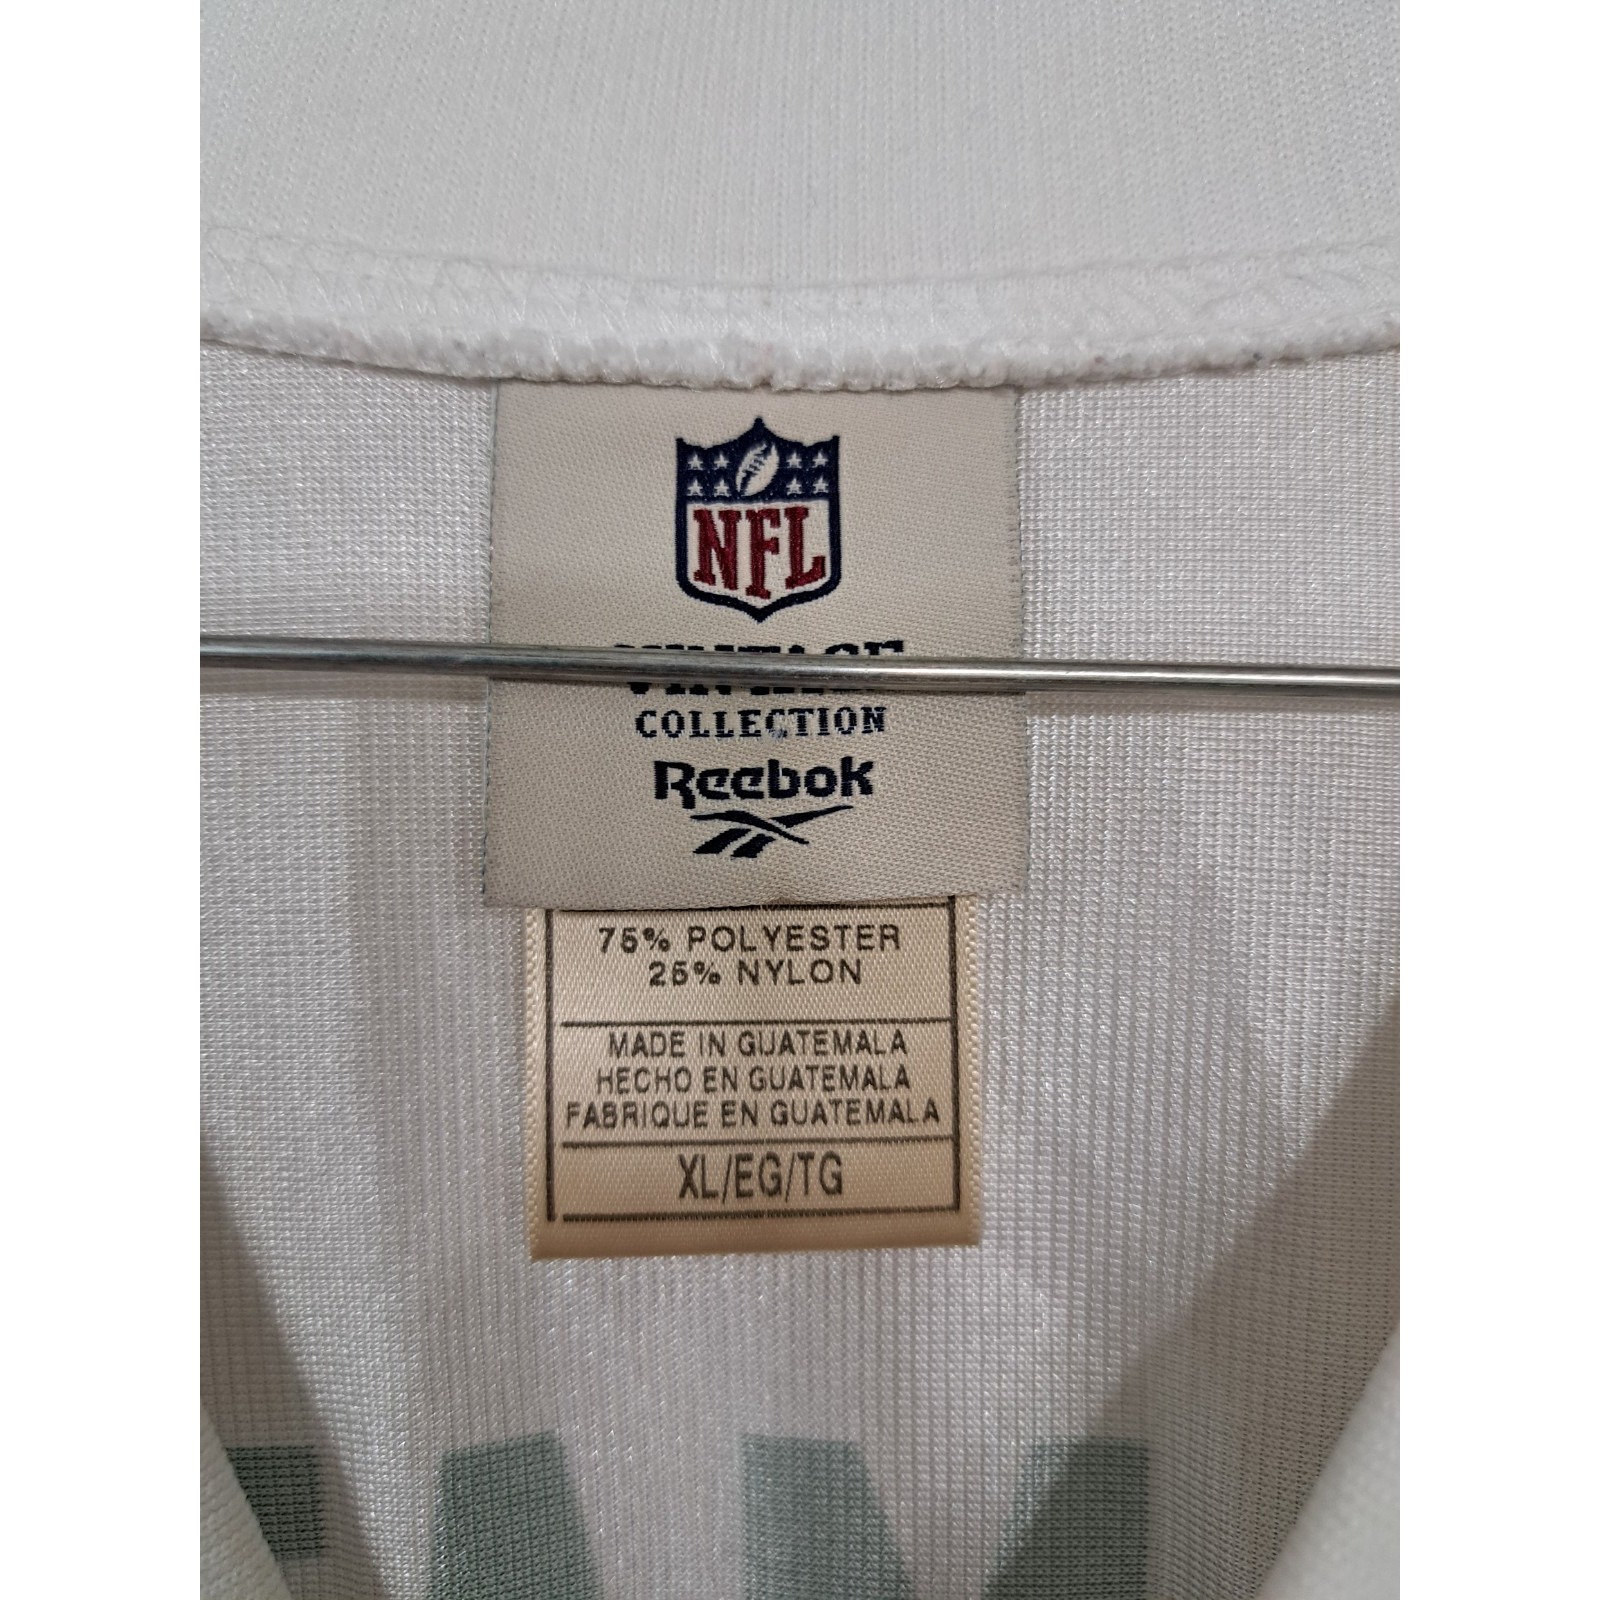 NFL
VINTAGE
COLLECTION
Reebok
75% POLYESTER
25% NYLON
MADE IN GUATEMALA
HECHO EN GUATEMALA
FABRIQUE EN GUATEMALA
XL/EG/TG